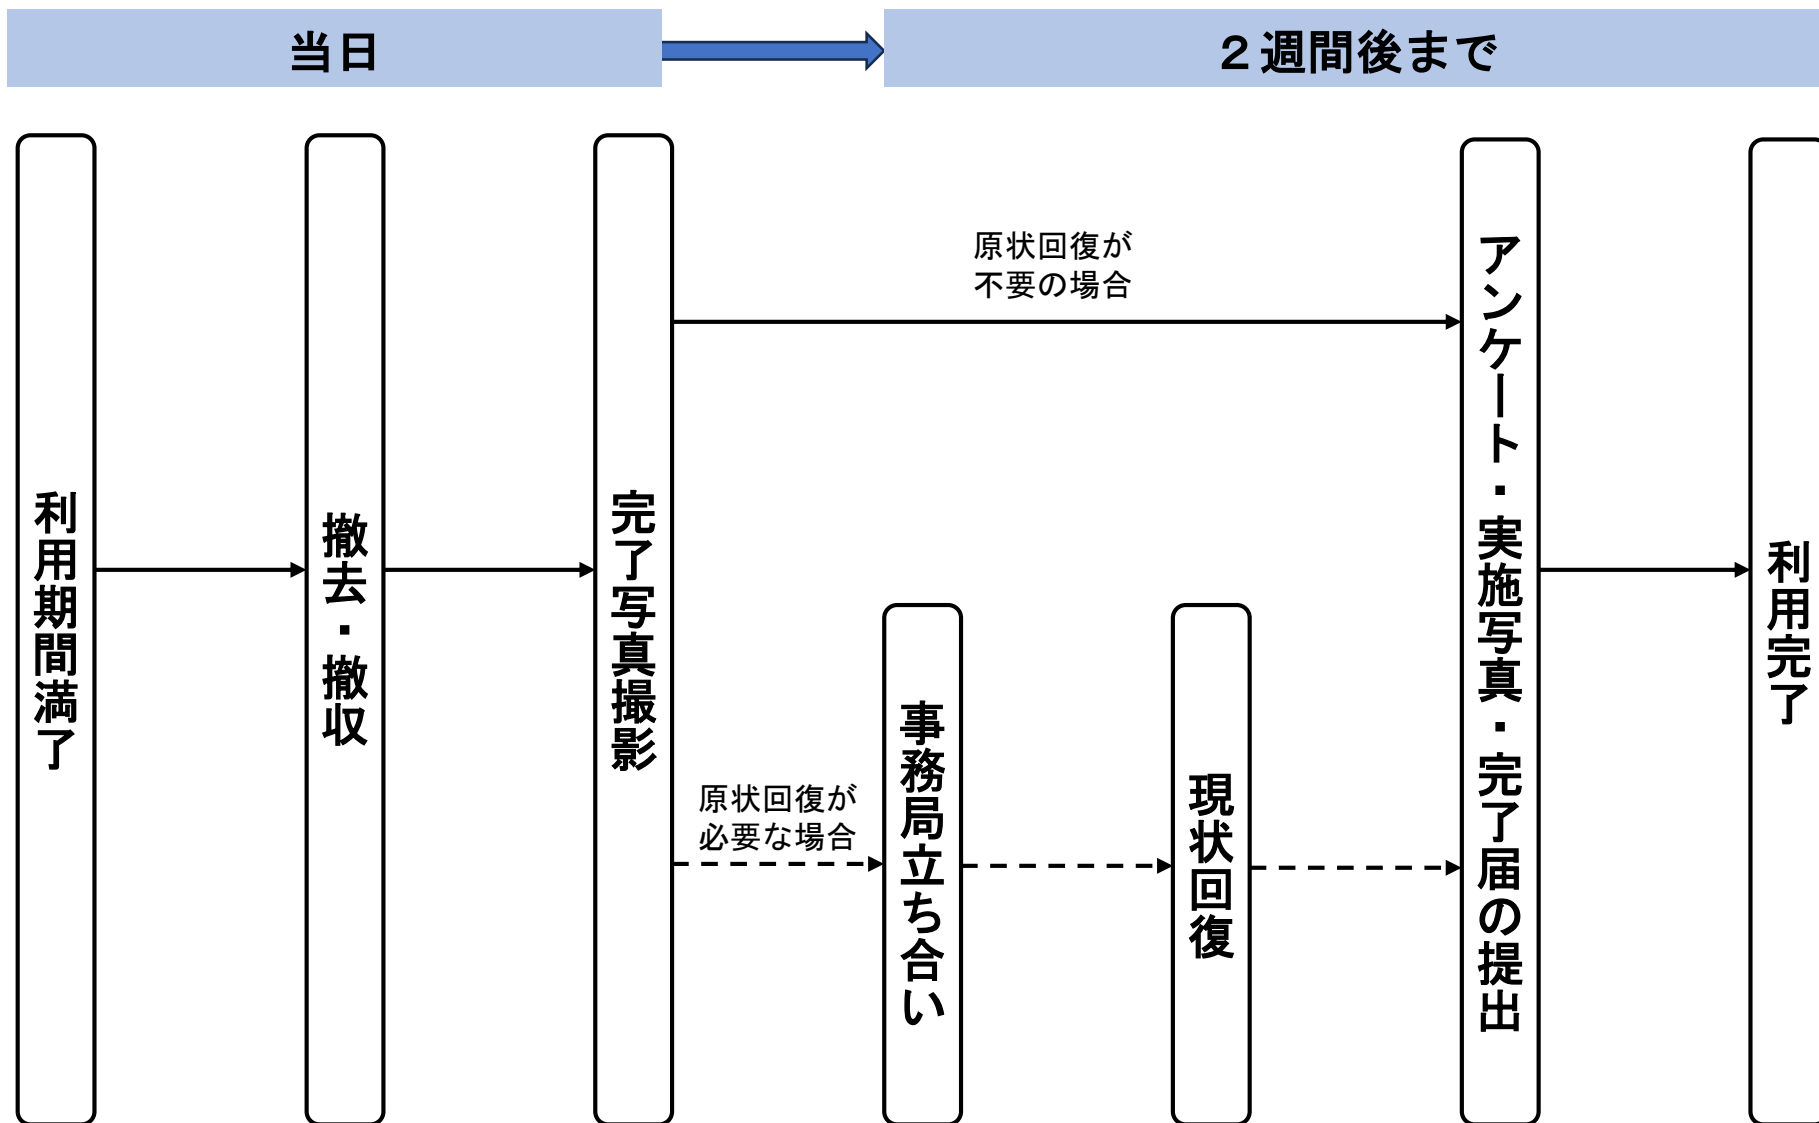 当日
２週間後まで
利用期間満了
撤去・撤収
完了写真撮影
原状回復が
不要の場合
原状回復が
必要な場合
事務局立ち合い
現状回復
アンケート・実施写真・完了届の提出
利用完了